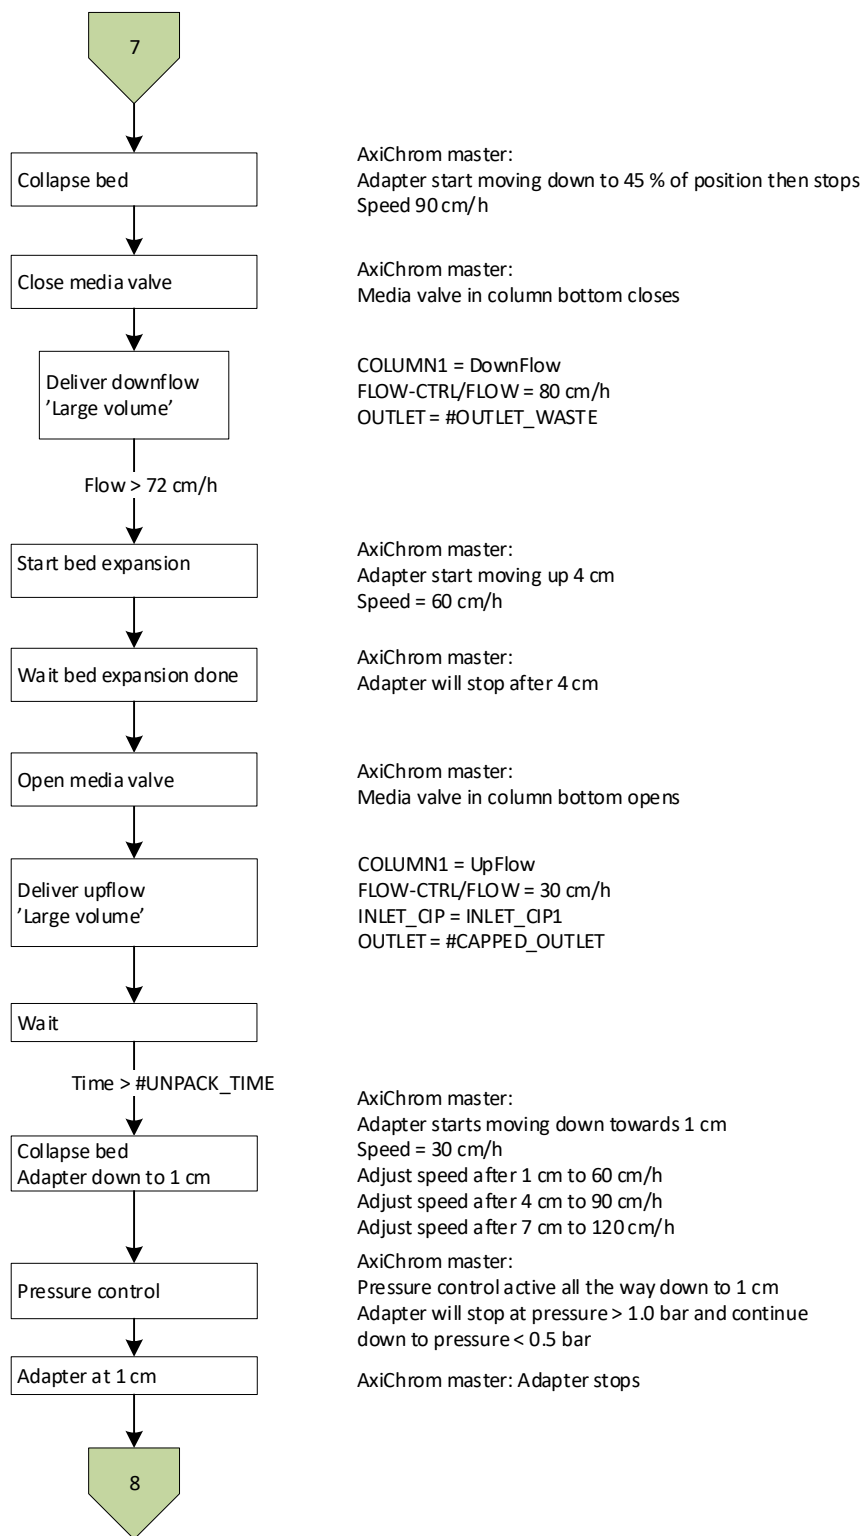 7
Collapse bed
AxiChrom master:
Adapter start moving down to 45 % of position then stops
Speed 90 cm/h
Close media valve
AxiChrom master:
Media valve in column bottom closes
Deliver downflow
’Large volume’
COLUMN1 = DownFlow
FLOW-CTRL/FLOW = 80 cm/h
OUTLET = #OUTLET_WASTE
Flow > 72 cm/h
Start bed expansion
AxiChrom master:
Adapter start moving up 4 cm
Speed = 60 cm/h
Wait bed expansion done
AxiChrom master:
Adapter will stop after 4 cm
Open media valve
AxiChrom master:
Media valve in column bottom opens
Deliver upflow
’Large volume’
COLUMN1 = UpFlow
FLOW-CTRL/FLOW = 30 cm/h
INLET_CIP = INLET_CIP1
OUTLET = #CAPPED_OUTLET
Wait
Time > #UNPACK_TIME
Collapse bed
Adapter down to 1 cm
AxiChrom master:
Adapter starts moving down towards 1 cm
Speed = 30 cm/h
Adjust speed after 1 cm to 60 cm/h
Adjust speed after 4 cm to 90 cm/h
Adjust speed after 7 cm to 120 cm/h
Pressure control
AxiChrom master:
Pressure control active all the way down to 1 cm
Adapter will stop at pressure > 1.0 bar and continue
down to pressure < 0.5 bar
Adapter at 1 cm
AxiChrom master: Adapter stops
8